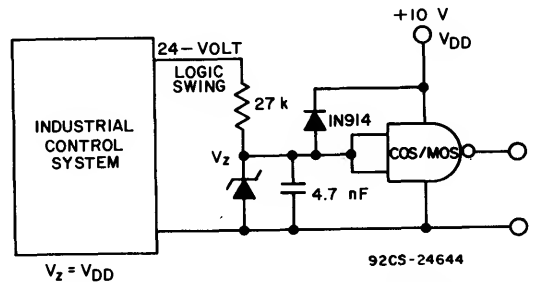 +10 V
VDD
24-VOLT
LOGIC
SWING
27 k
IN914
INDUSTRIAL
CONTROL
SYSTEM
Vz
COS/MOS
4.7 nF
92CS-24644
Vz = VDD